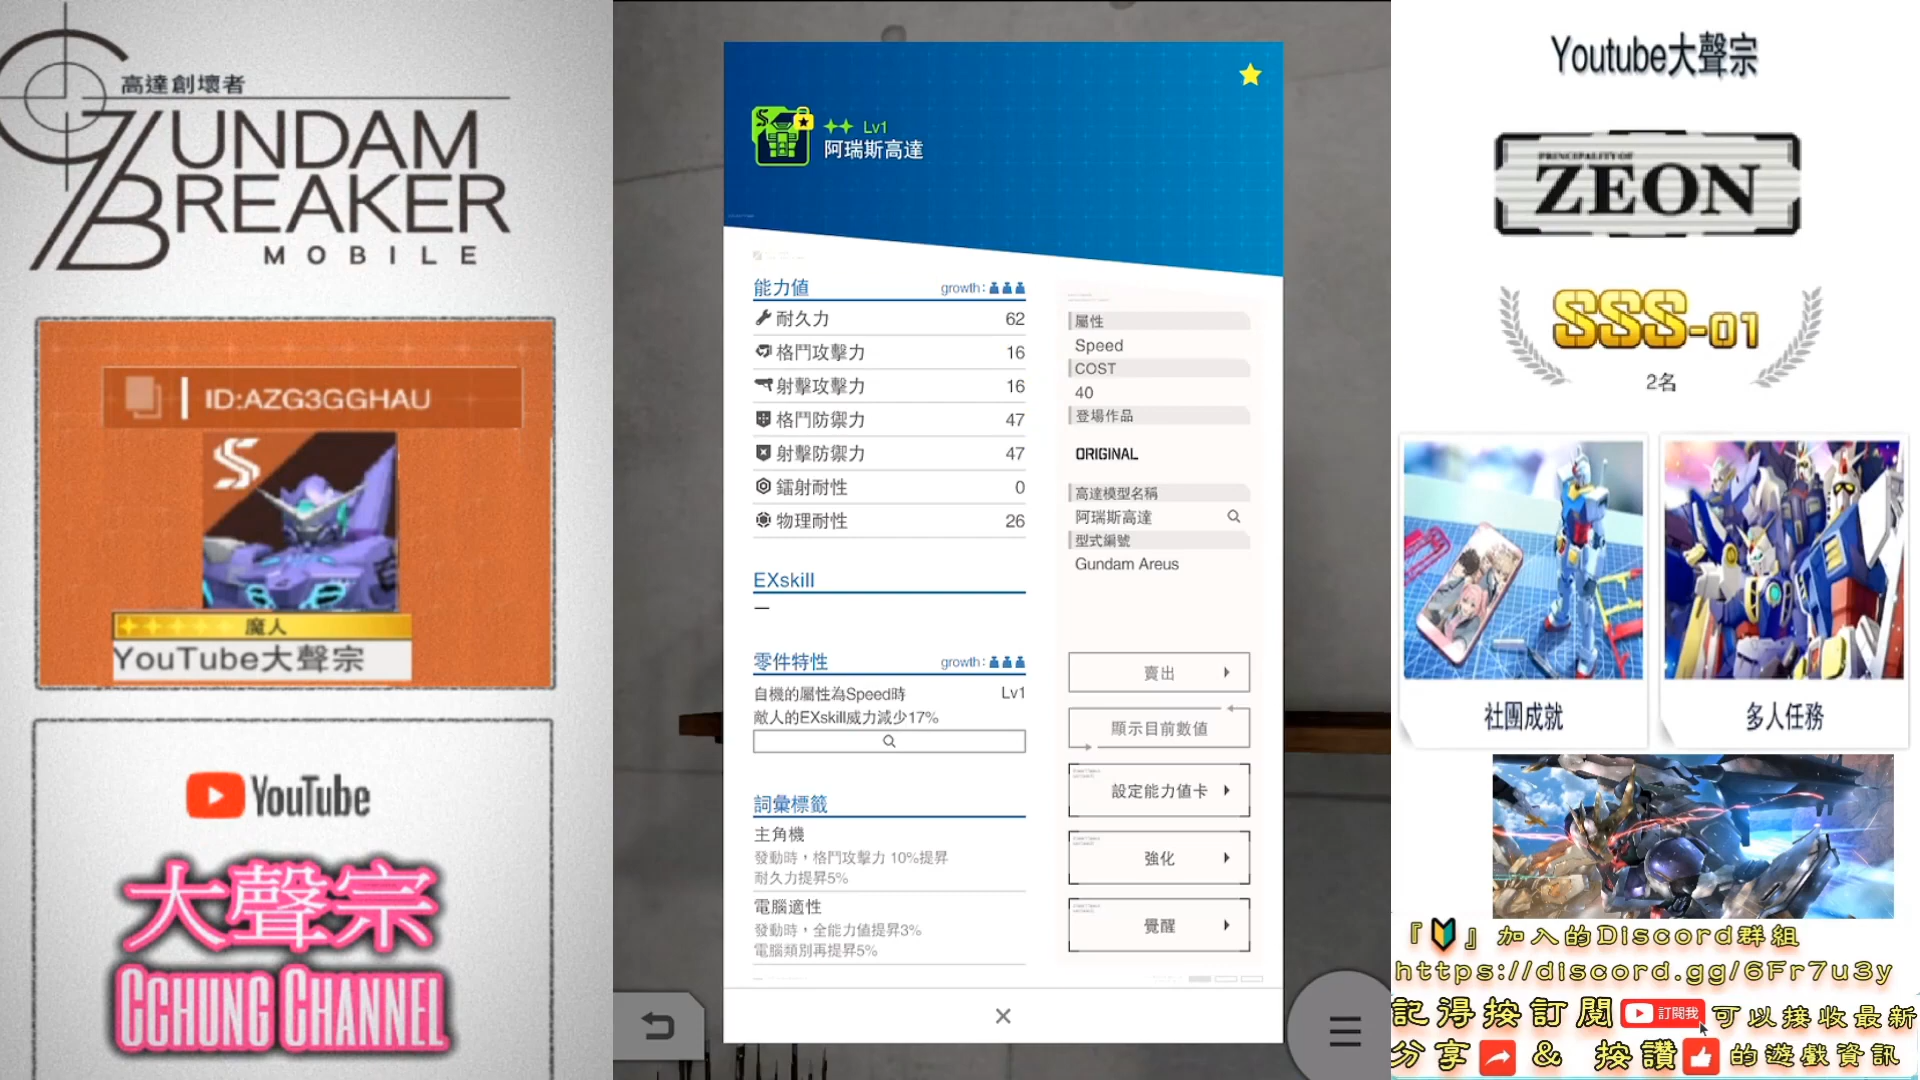 高達創壞者
GUNDAM
BREAKER
MOBILE
ID:AZG3GGHAU
S
魔人
YouTube大聲宗
YouTube
大聲宗
CCHUNG CHANNEL
S
Lv1
阿瑞斯高達
能力値
growth:
耐久力 62
格鬥攻擊力 16
射擊攻擊力 16
格鬥防禦力 47
射擊防禦力 47
鐳射耐性 0
物理耐性 26
EXskill
—
零件特性
growth:
自機的屬性為Speed時 Lv1
敵人的EXskill威力減少17%
詞彙標籤
主角機
發動時，格鬥攻擊力 10%提昇
耐久力提昇5%
電腦適性
發動時，全能力値提昇3%
電腦類別再提昇5%
屬性
Speed
COST
40
登場作品
ORIGINAL
高達模型名稱
阿瑞斯高達
型式編號
Gundam Areus
賣出
顯示目前數値
設定能力値卡
強化
覺醒
Youtube大聲宗
PRINCIPALITY OF
ZEON
SSS-01
2名
社團成就
多人任務
『🔰』加入的Discord群組
https://discord.gg/6Fr7u3y
記得按訂閱 訂閱我 可以接收最新
分享 & 按讚 的遊戲資訊